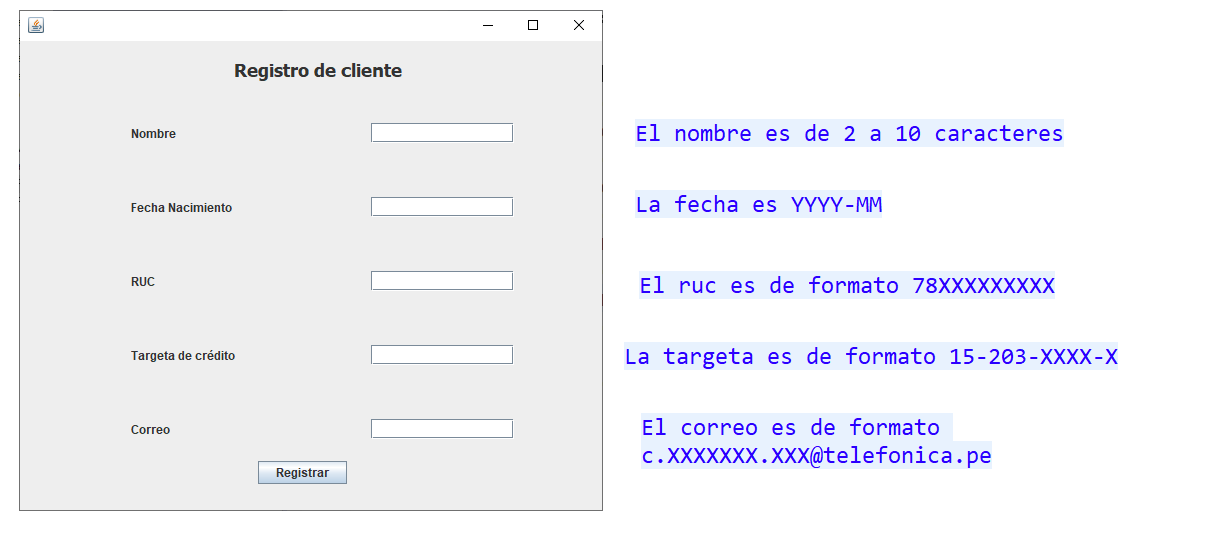 Registro de cliente
Nombre
El nombre es de 2 a 10 caracteres
Fecha Nacimiento
La fecha es YYYY-MM
RUC
El ruc es de formato 78XXXXXXXXX
Targeta de crédito
La targeta es de formato 15-203-XXXX-X
Correo
El correo es de formato
c.XXXXXXX.XXX@telefonica.pe
Registrar